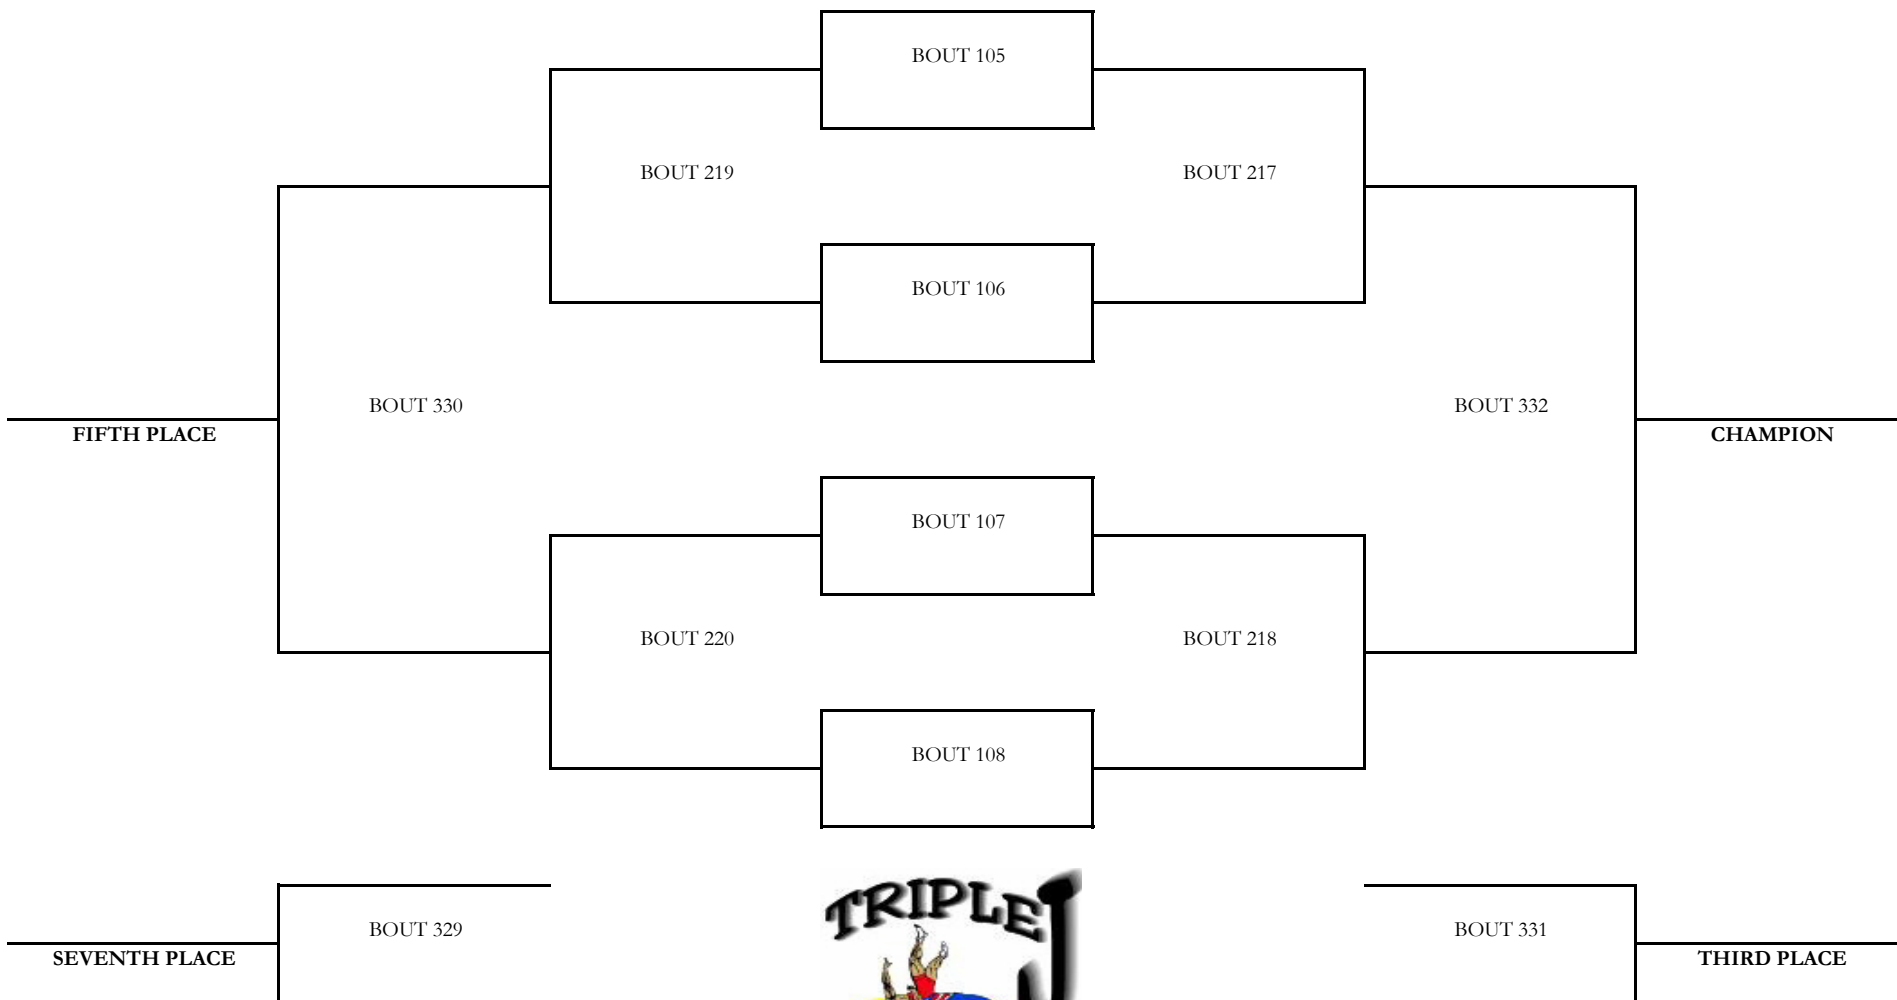 BOUT 105
BOUT 219
BOUT 217
BOUT 106
BOUT 330
BOUT 332
FIFTH PLACE
CHAMPION
BOUT 107
BOUT 220
BOUT 218
BOUT 108
TRIPLE J
BOUT 329
BOUT 331
SEVENTH PLACE
THIRD PLACE